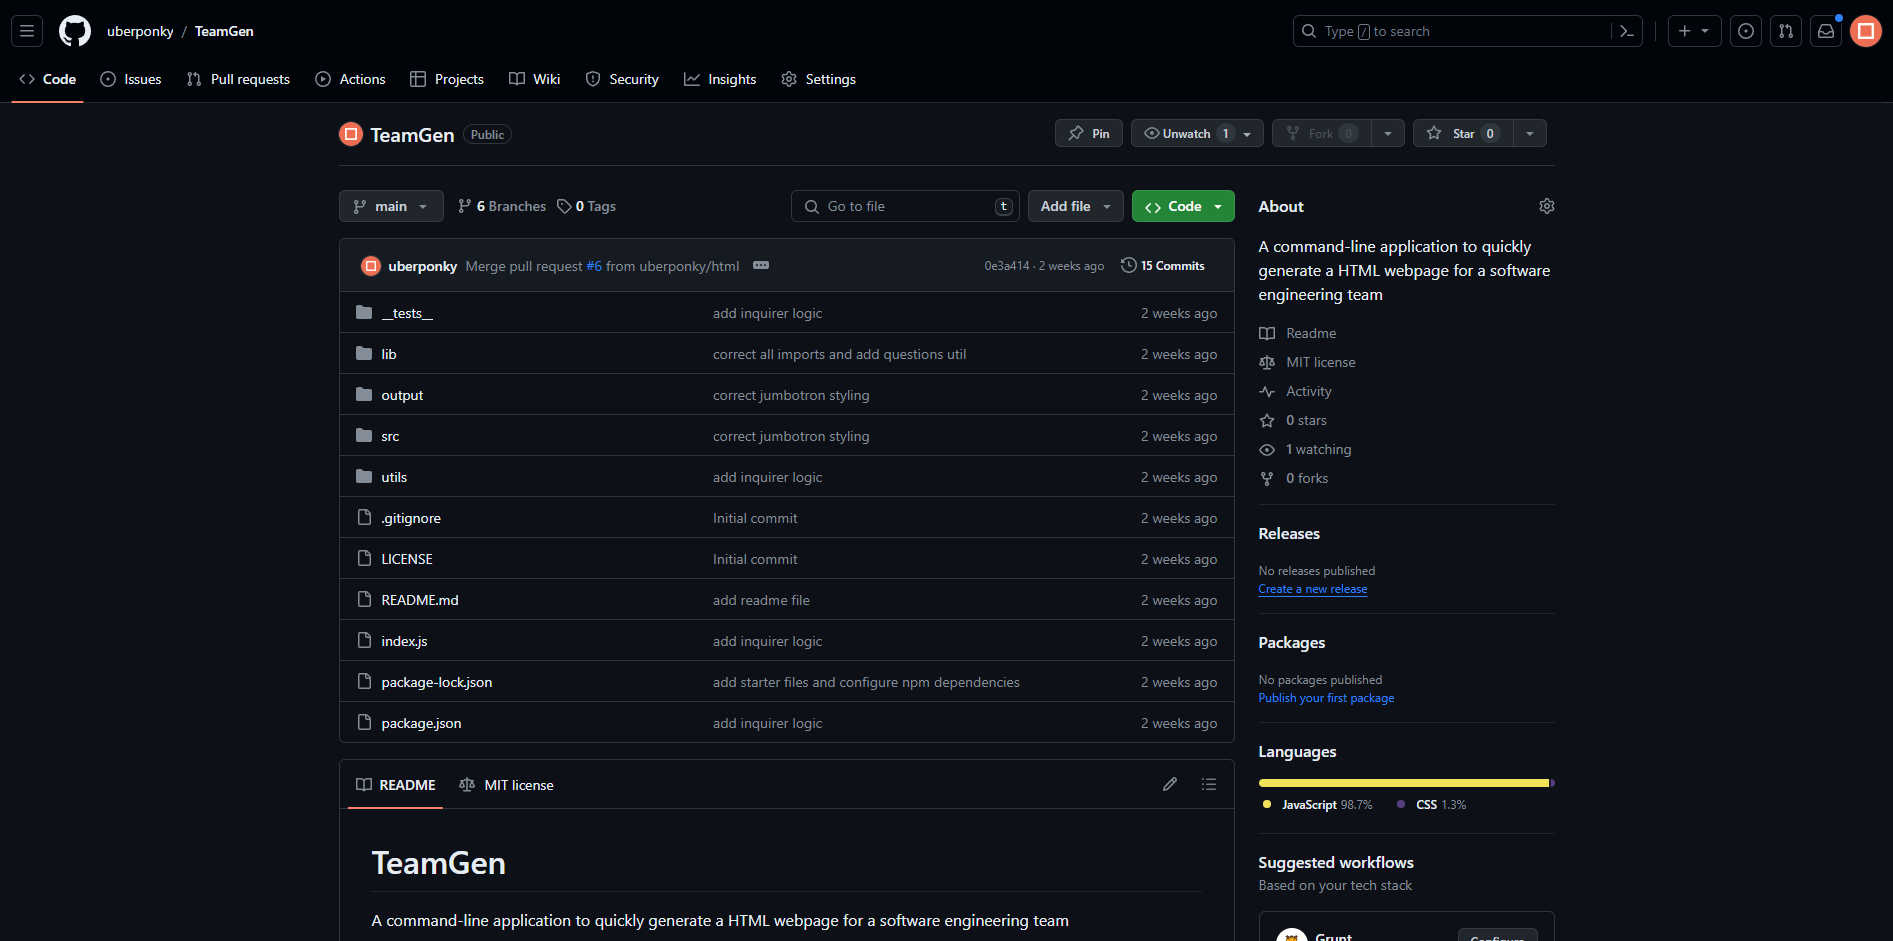 uberponky / TeamGen
Type / to search
Code
Issues
Pull requests
Actions
Projects
Wiki
Security
Insights
Settings
TeamGen Public
Pin
Unwatch 1
Fork 0
Star 0
main
6 Branches
0 Tags
Go to file t
Add file
Code
uberponky Merge pull request #6 from uberponky/html
0e3a414 · 2 weeks ago
15 Commits
__tests__ add inquirer logic 2 weeks ago
lib correct all imports and add questions util 2 weeks ago
output correct jumbotron styling 2 weeks ago
src correct jumbotron styling 2 weeks ago
utils add inquirer logic 2 weeks ago
.gitignore Initial commit 2 weeks ago
LICENSE Initial commit 2 weeks ago
README.md add readme file 2 weeks ago
index.js add inquirer logic 2 weeks ago
package-lock.json add starter files and configure npm dependencies 2 weeks ago
package.json add inquirer logic 2 weeks ago
README
MIT license
TeamGen
A command-line application to quickly generate a HTML webpage for a software engineering team
About
A command-line application to quickly
generate a HTML webpage for a software
engineering team
Readme
MIT license
Activity
0 stars
1 watching
0 forks
Releases
No releases published
Create a new release
Packages
No packages published
Publish your first package
Languages
JavaScript 98.7%
CSS 1.3%
Suggested workflows
Based on your tech stack
Grunt
Configure